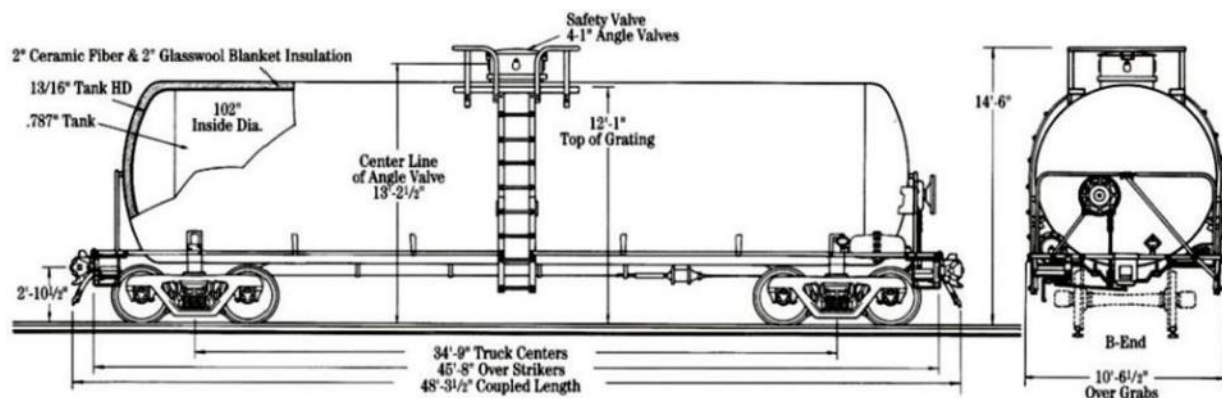 Safety Valve
4-1" Angle Valves
2" Ceramic Fiber & 2" Glasswool Blanket Insulation
13/16" Tank HD
.787" Tank
102"
Inside Dia.
Center Line
of Angle Valve
13'-2½"
12'-1"
Top of Grating
14'-6"
2'-10½"
34'-9" Truck Centers
45'-8" Over Strikers
48'-3½" Coupled Length
B-End
10'-6½"
Over Grabs